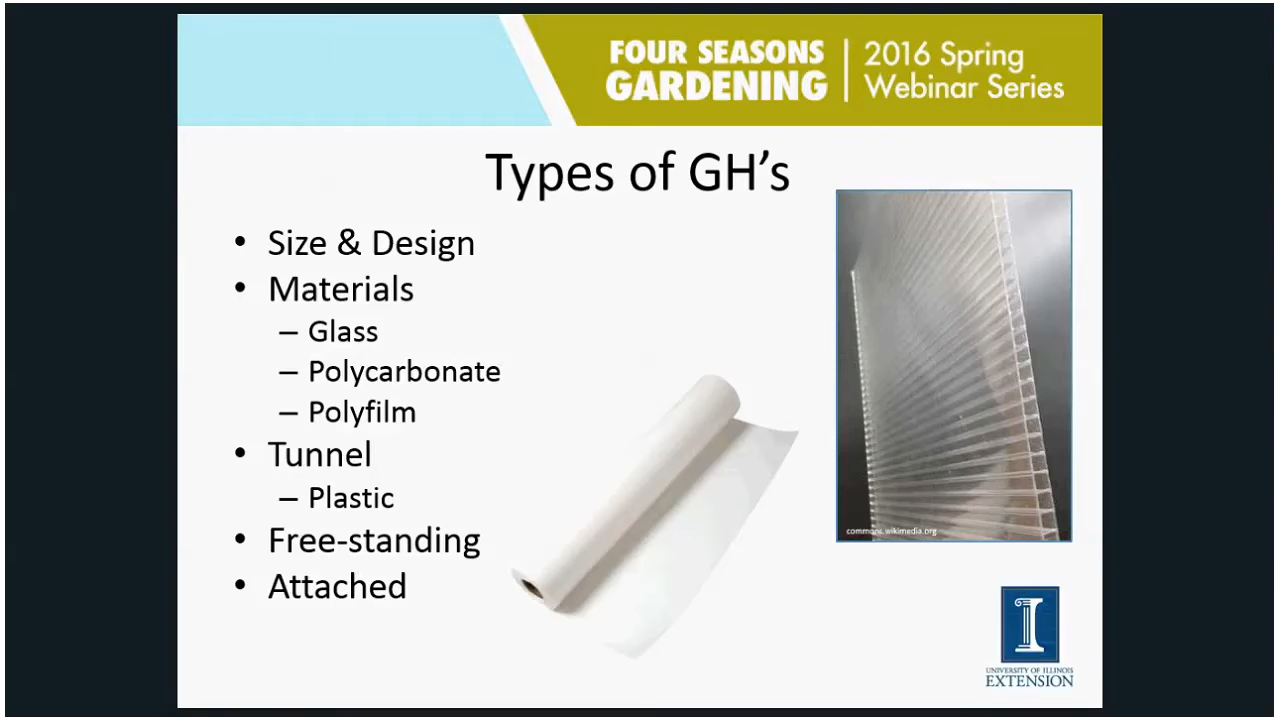 FOUR SEASONS
GARDENING
2016 Spring
Webinar Series
Types of GH's
• Size & Design
• Materials
– Glass
– Polycarbonate
– Polyfilm
• Tunnel
– Plastic
• Free-standing
• Attached
commons.wikimedia.org
I
UNIVERSITY OF ILLINOIS
EXTENSION